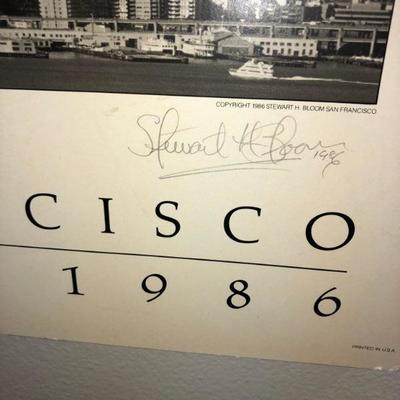 COPYRIGHT 1986 STEWART H. BLOOM SAN FRANCISCO
Stewart H. Bloom 1986
CISCO
1986
PRINTED IN U.S.A.